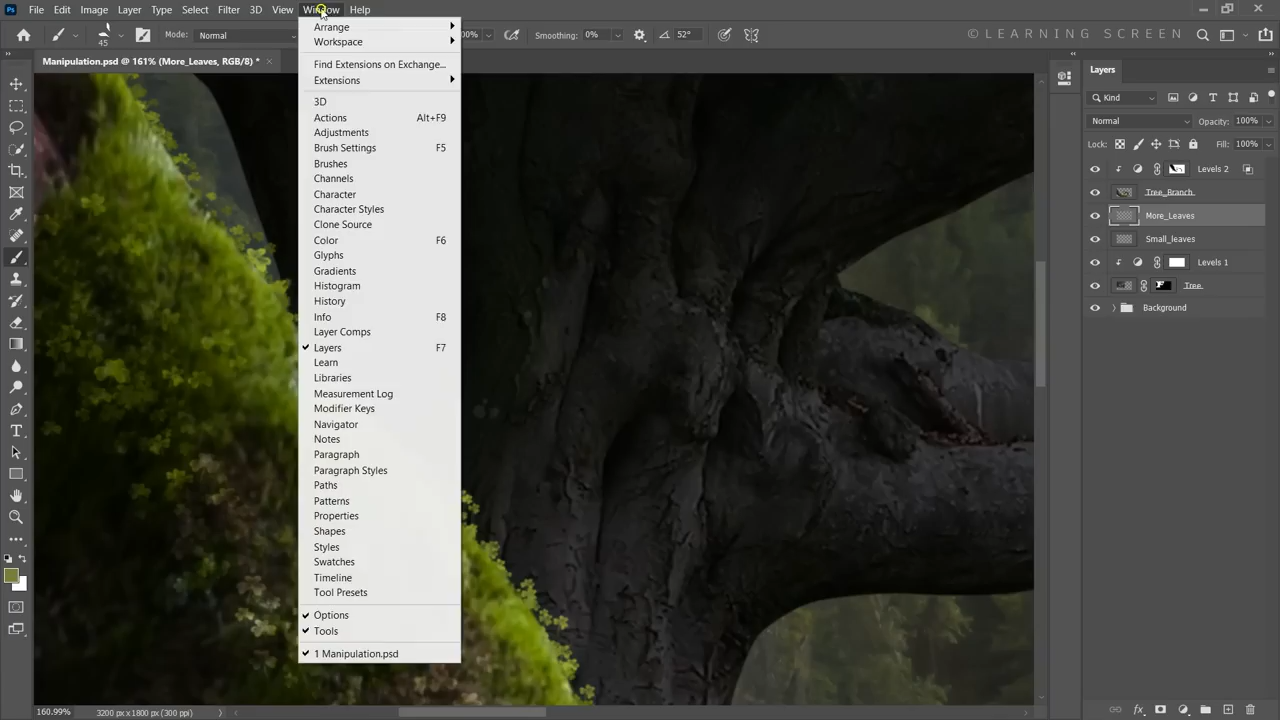 File Edit Image Layer Type Select Filter 3D View Window Help
45 Mode: Normal 00% Smoothing: 0% 52° © LEARNING SCREEN
Manipulation.psd @ 161% (More_Leaves, RGB/8) *
Arrange
Workspace
Find Extensions on Exchange...
Extensions
3D
Actions Alt+F9
Adjustments
Brush Settings F5
Brushes
Channels
Character
Character Styles
Clone Source
Color F6
Glyphs
Gradients
Histogram
History
Info F8
Layer Comps
Layers F7
Learn
Libraries
Measurement Log
Modifier Keys
Navigator
Notes
Paragraph
Paragraph Styles
Paths
Patterns
Properties
Shapes
Styles
Swatches
Timeline
Tool Presets
Options
Tools
1 Manipulation.psd
Layers
Kind
Normal Opacity: 100%
Lock: Fill: 100%
Levels 2
Tree_Branch
More_Leaves
Small_leaves
Levels 1
Tree
Background
160.99% 3200 px x 1800 px (300 ppi)